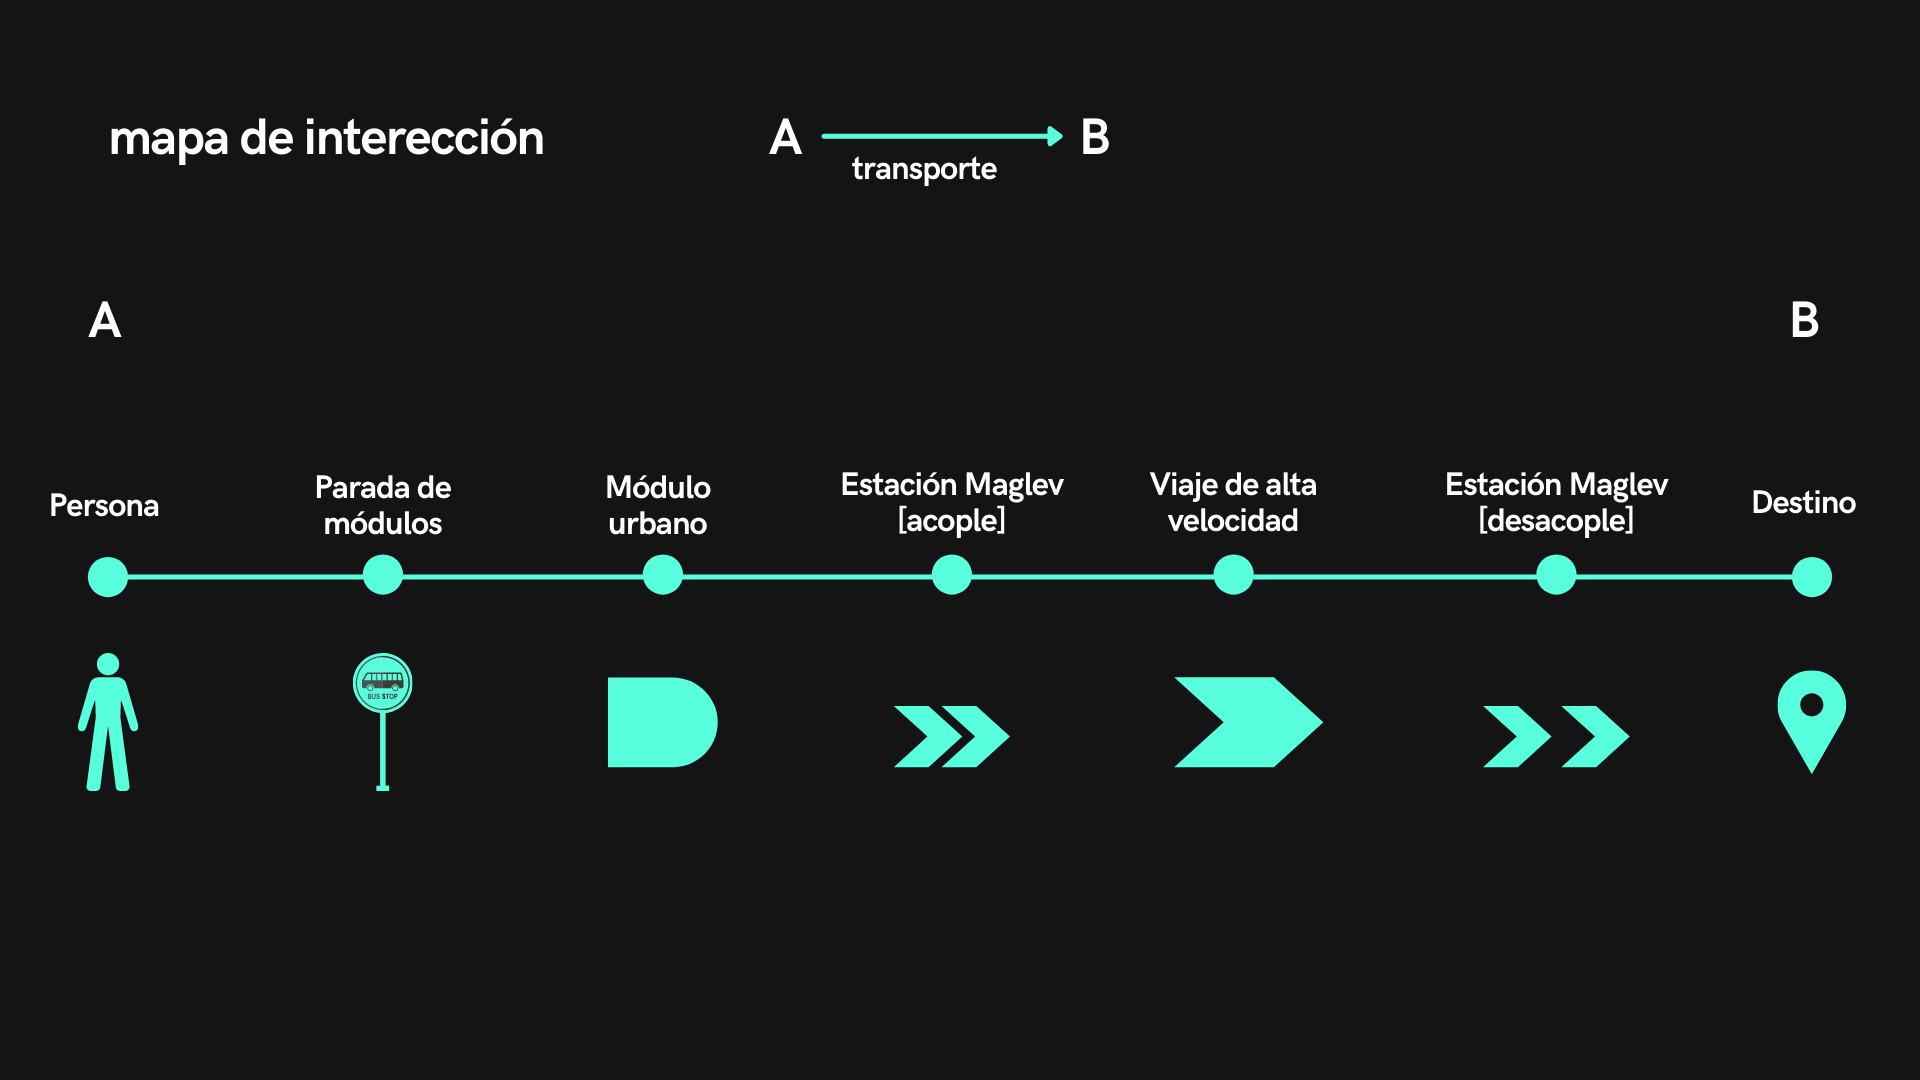 mapa de interección
A
B
transporte
A
B
Persona
Parada de
módulos
Módulo
urbano
Estación Maglev
[acople]
Viaje de alta
velocidad
Estación Maglev
[desacople]
Destino
BUS STOP